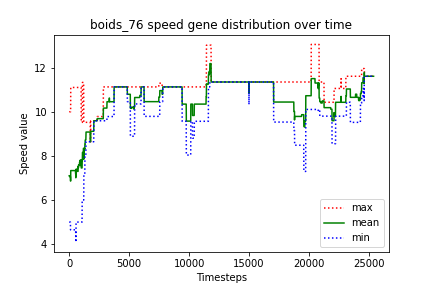 boids_76 speed gene distribution over time
Speed value
12
10
8
6
4
0
5000
10000
15000
20000
25000
Timesteps
max
mean
min